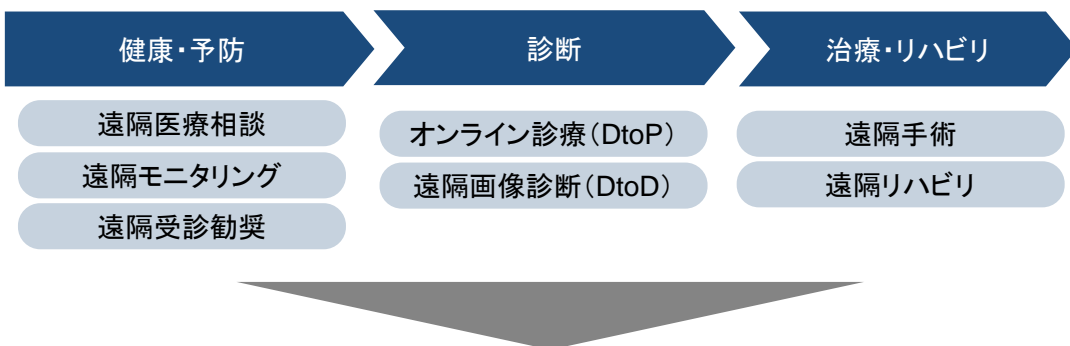 健康・予防
診断
治療・リハビリ
遠隔医療相談
遠隔モニタリング
遠隔受診勧奨
オンライン診療（DtoP）
遠隔画像診断（DtoD）
遠隔手術
遠隔リハビリ